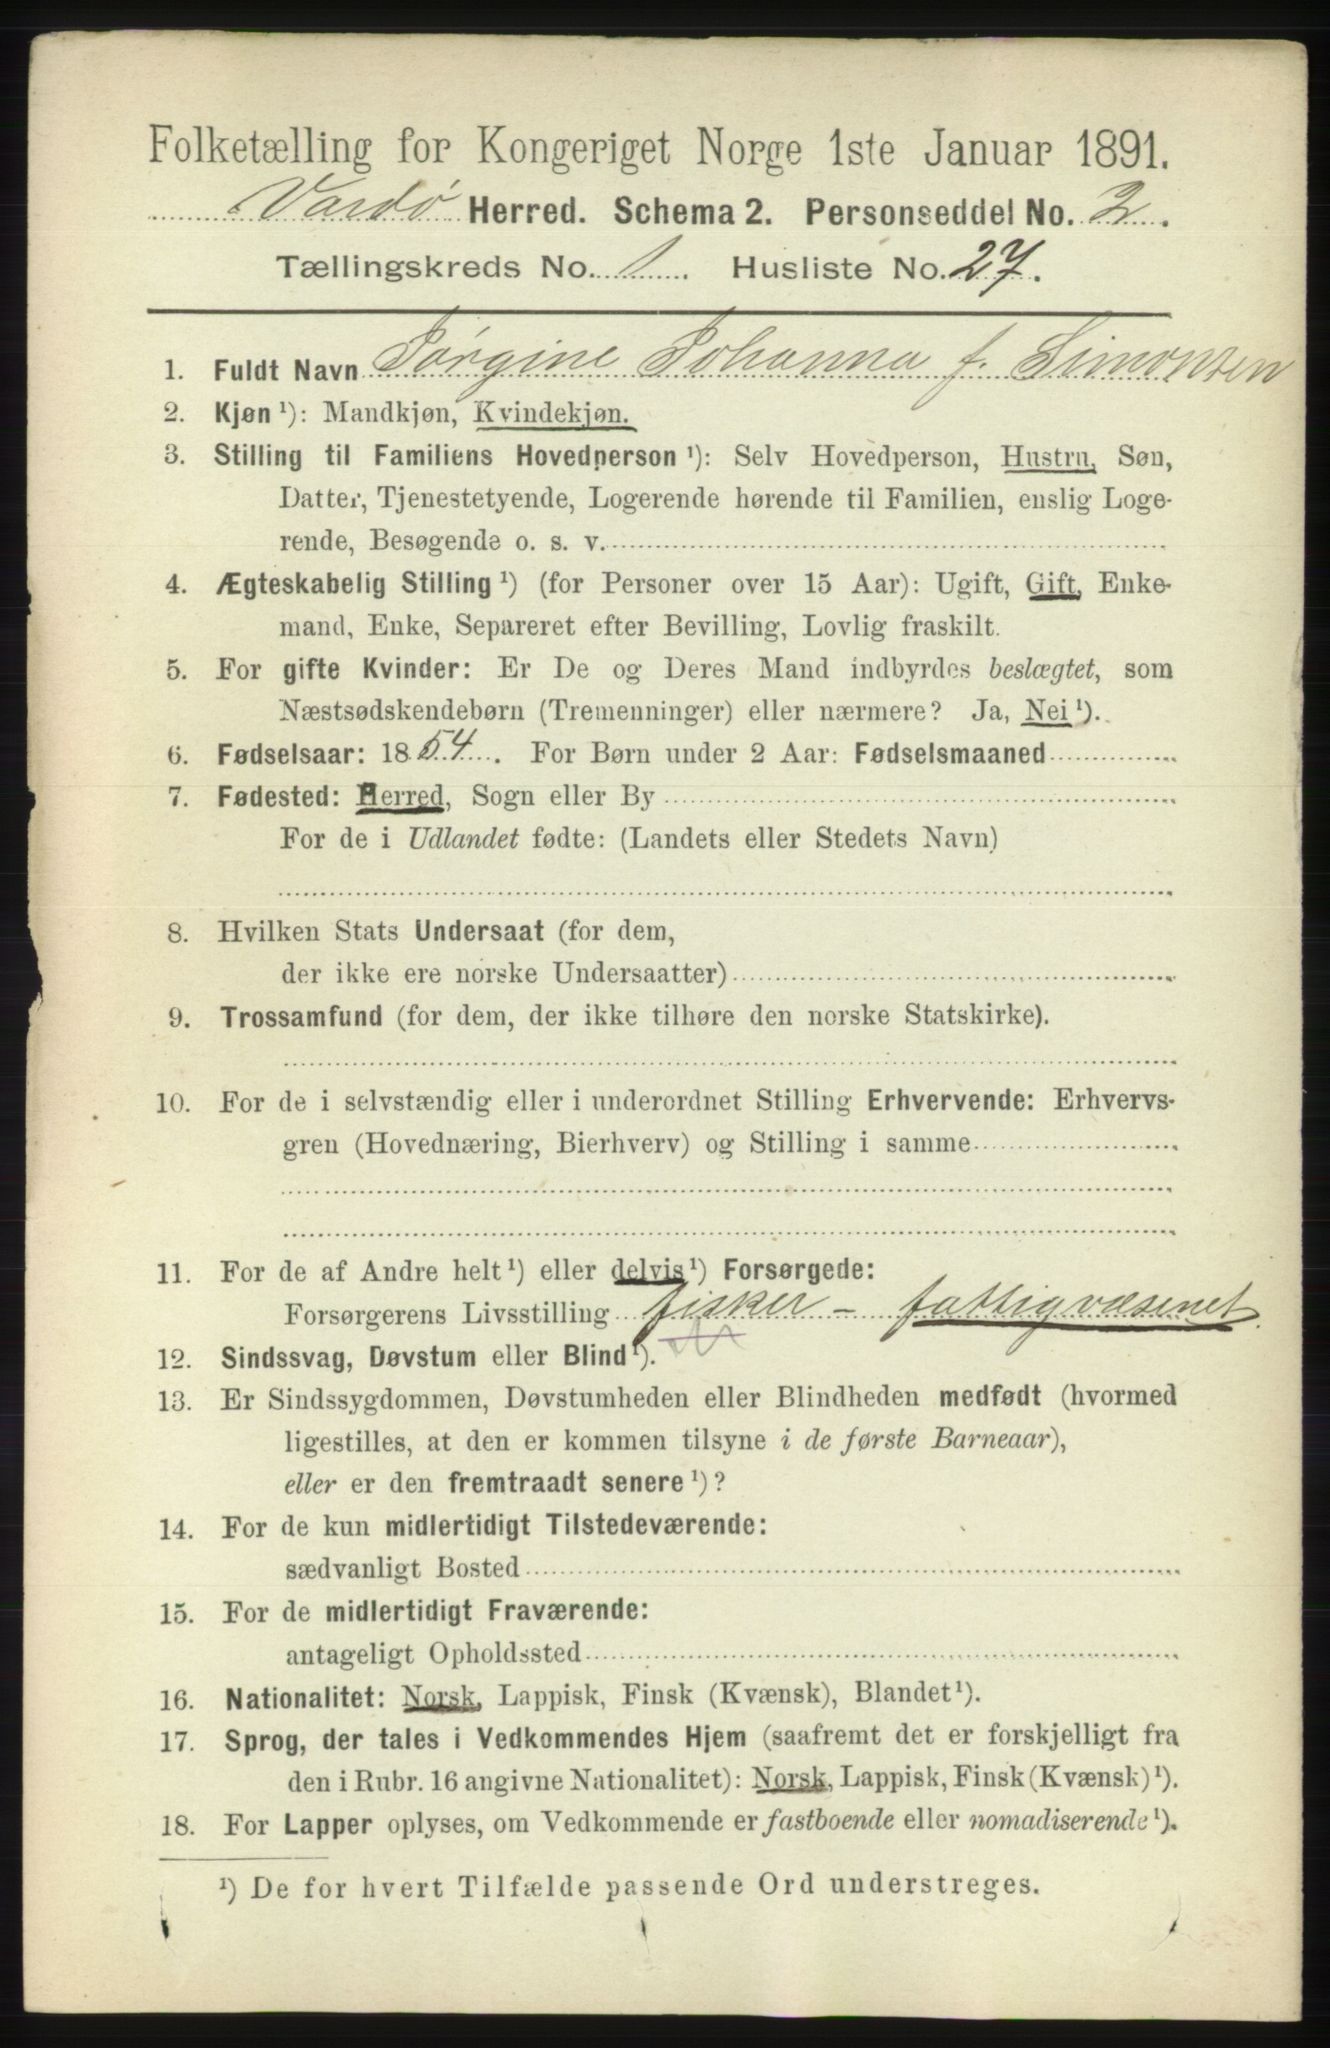 Folketælling for Kongeriget Norge 1ste Januar 1891.
Vardø Herred. Schema 2. Personseddel No. 2.
Tællingskreds No. 1. Husliste No. 27.
1. Fuldt Navn Jørgine Johanna f. Simonsen
2. Kjøn ¹): Mandkjøn, Kvindekjøn.
3. Stilling til Familiens Hovedperson ¹): Selv Hovedperson, Hustru, Søn,
Datter, Tjenestetyende, Logerende hørende til Familien, enslig Loge-
rende, Besøgende o. s. v.
4. Ægteskabelig Stilling ¹) (for Personer over 15 Aar): Ugift, Gift, Enke-
mand, Enke, Separeret efter Bevilling, Lovlig fraskilt.
5. For gifte Kvinder: Er De og Deres Mand indbyrdes beslægtet, som
Næstsødskendebørn (Tremenninger) eller nærmere? Ja, Nei ¹).
6. Fødselsaar: 1854. For Børn under 2 Aar: Fødselsmaaned
7. Fødested: Herred, Sogn eller By
For de i Udlandet fødte: (Landets eller Stedets Navn)
8. Hvilken Stats Undersaat (for dem,
der ikke ere norske Undersaatter)
9. Trossamfund (for dem, der ikke tilhøre den norske Statskirke).
10. For de i selvstændig eller i underordnet Stilling Erhvervende: Erhvervs-
gren (Hovednæring, Bierhverv) og Stilling i samme
11. For de af Andre helt ¹) eller delvis ¹) Forsørgede:
Forsørgerens Livsstilling fisker - fattigvæsenet.
12. Sindssvag, Døvstum eller Blind ¹).
13. Er Sindssygdommen, Døvstumheden eller Blindheden medfødt (hvormed
ligestilles, at den er kommen tilsyne i de første Barneaar),
eller er den fremtraadt senere ¹)?
14. For de kun midlertidigt Tilstedeværende:
sædvanligt Bosted
15. For de midlertidigt Fraværende:
antageligt Opholdssted
16. Nationalitet: Norsk, Lappisk, Finsk (Kvænsk), Blandet ¹).
17. Sprog, der tales i Vedkommendes Hjem (saafremt det er forskjelligt fra
den i Rubr. 16 angivne Nationalitet): Norsk, Lappisk, Finsk (Kvænsk) ¹).
18. For Lapper oplyses, om Vedkommende er fastboende eller nomadiserende ¹).
¹) De for hvert Tilfælde passende Ord understreges.